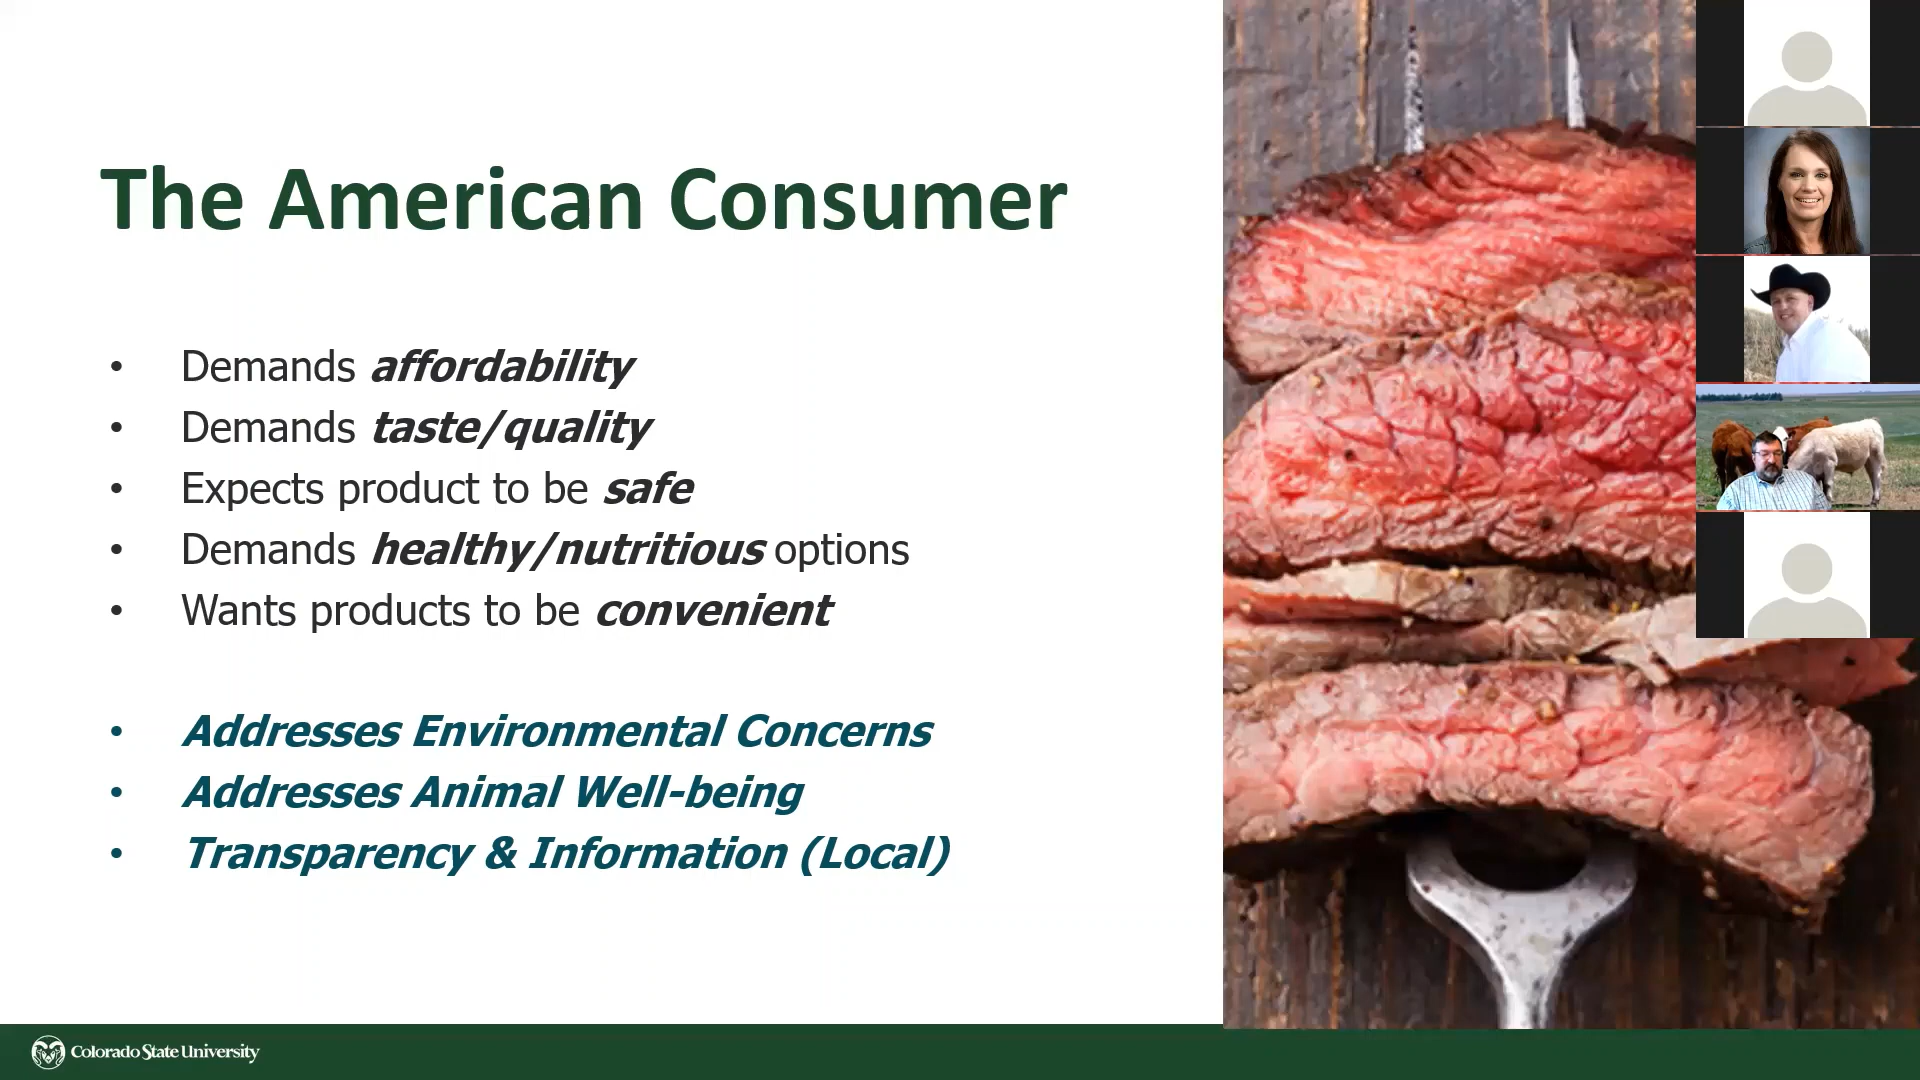 The American Consumer
• Demands affordability
• Demands taste/quality
• Expects product to be safe
• Demands healthy/nutritious options
• Wants products to be convenient
• Addresses Environmental Concerns
• Addresses Animal Well-being
• Transparency & Information (Local)
Colorado State University